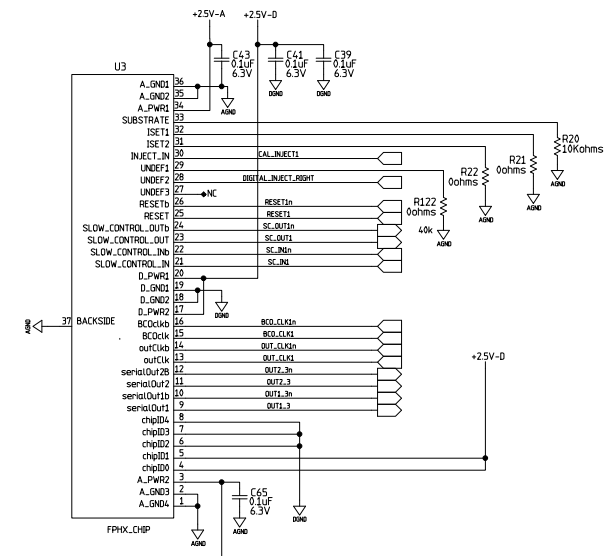 +2.5V-A +2.5V-D
U3
C43 0.1uF 6.3V
C41 0.1uF 6.3V
C39 0.1uF 6.3V
AGND DGND DGND
A_GND1 36
A_GND2 35
A_PWR1 34
SUBSTRATE 33
ISET1 32
ISET2 31
INJECT_IN 30 CAL_INJECT1
UNDEF1 29
UNDEF2 28 DIGITAL_INJECT_RIGHT
UNDEF3 27 NC
RESETb 26 RESET1n
RESET 25 RESET1
SLOW_CONTROL_OUTb 24 SC_OUT1n
SLOW_CONTROL_OUT 23 SC_OUT1
SLOW_CONTROL_INb 22 SC_IN1n
SLOW_CONTROL_IN 21 SC_IN1
R20 10Kohms AGND
R21 0ohms AGND
R22 0ohms AGND
R122 0ohms 40k AGND
D_PWR1 20
D_GND1 19
D_GND2 18
D_PWR2 17
DGND
AGND 37 BACKSIDE
BCOclkb 16 BCO_CLK1n
BCOclk 15 BCO_CLK1
outClkb 14 OUT_CLK1n
outClk 13 OUT_CLK1
serialOut2B 12 OUT2_3n
serialOut2 11 OUT2_3
serialOut1b 10 OUT1_3n
serialOut1 9 OUT1_3
+2.5V-D
chipID4 8
chipID3 7
chipID2 6
chipID1 5
chipID0 4
A_PWR2 3
A_GND3 2
A_GND4 1
C65 0.1uF 6.3V
AGND AGND DGND
FPHX_CHIP